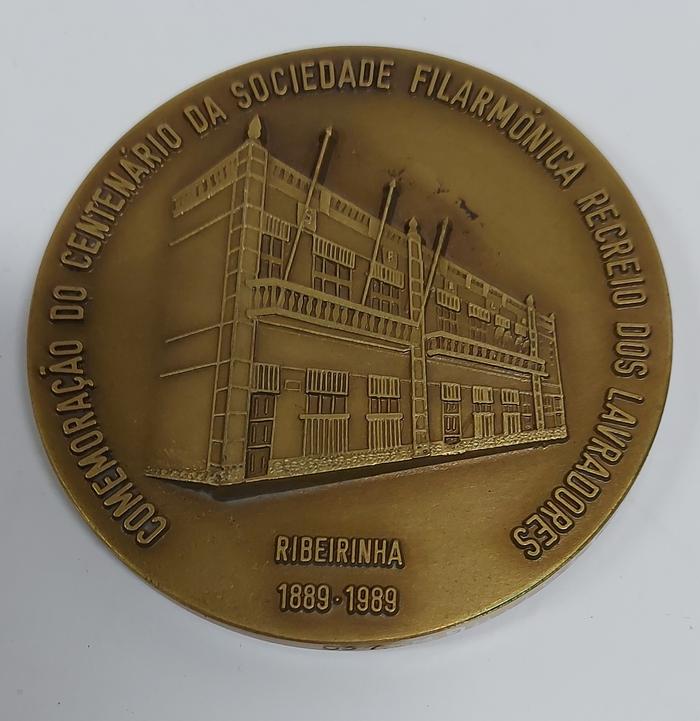 COMEMORAÇÃO DO CENTENÁRIO DA SOCIEDADE FILARMÓNICA RECREIO DOS LAVRADORES
RIBEIRINHA
1889·1989